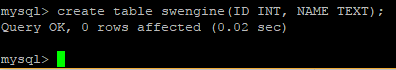 mysql> create table swengine(ID INT, NAME TEXT);
Query OK, 0 rows affected (0.02 sec)
mysql>